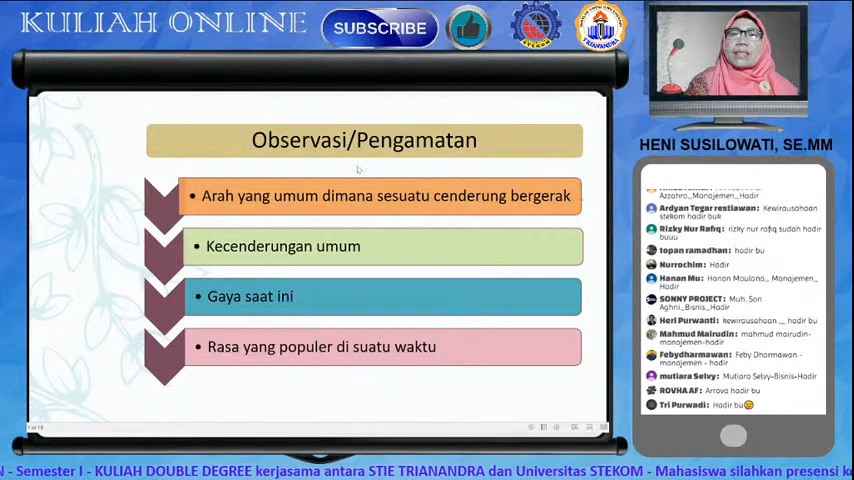 KULIAH ONLINE
SUBSCRIBE
STEKOM
TRIANANDRA
Observasi/Pengamatan
• Arah yang umum dimana sesuatu cenderung bergerak
• Kecenderungan umum
• Gaya saat ini
• Rasa yang populer di suatu waktu
HENI SUSILOWATI, SE.MM
Azzahro_Manajemen_Hadir
Ardyan Tegar restiawan: Kewirausahaan
stekom hadir buk
Rizky Nur Rafiq: rizky nur rafiq sudah hadir
buuu
topan ramadhan: hadir bu
Nurrochim: Hadir
Hanan Mu: Hanan Maulana_ Manajemen_
Hadir
SONNY PROJECT: Muh. Son
Aghni_Bisnis_Hadir
Heri Purwanti: kewirausahaan ,_ hadir bu
Mahmud Mairudin: mahmud mairudin-
manajemen-hadir
Febydharmawan: Feby Dharmawan -
manajemen - hadir
mutiara Selvy: Mutiara Selvy-Bisnis-Hadir
ROVHA AF: Arrova hadir bu
Tri Purwadi: Hadir bu😊
N - Semester I - KULIAH DOUBLE DEGREE kerjasama antara STIE TRIANANDRA dan Universitas STEKOM - Mahasiswa silahkan presensi ke